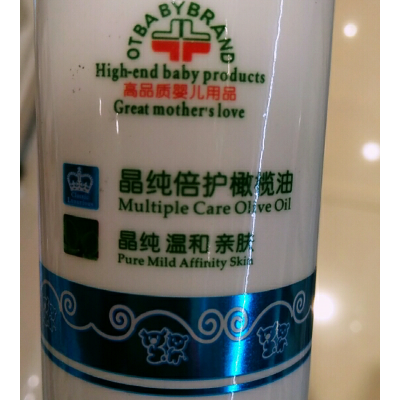 OTBABYBRAND
High-end baby products
高品质婴儿用品
Great mother's love
晶纯倍护橄榄油
Multiple Care Olive Oil
晶纯 温和 亲肤
Pure Mild Affinity Skin